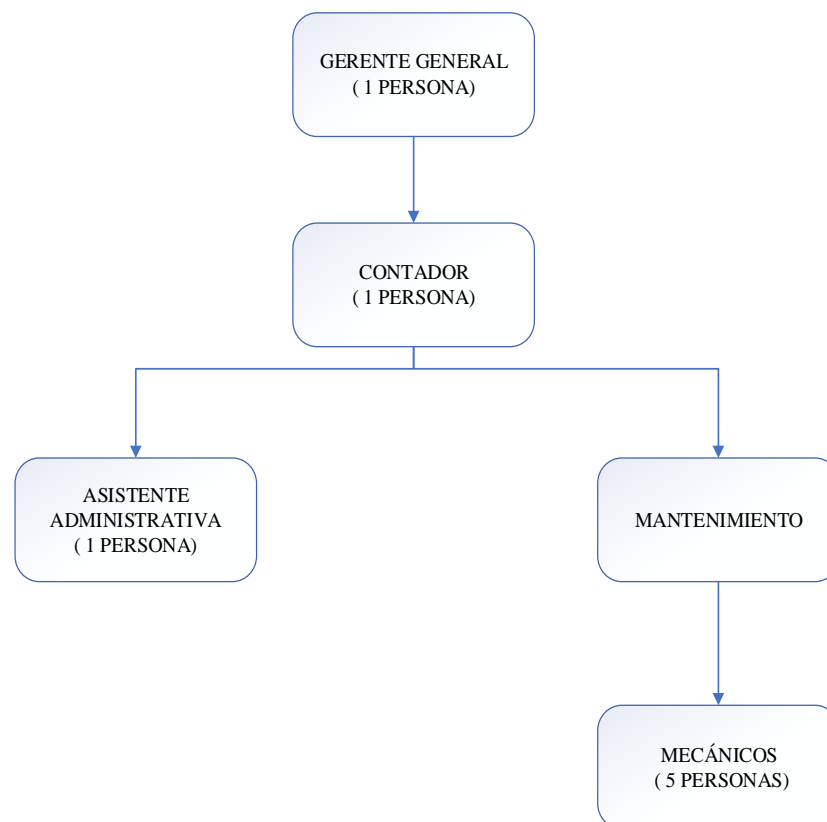 GERENTE GENERAL
( 1 PERSONA)
CONTADOR
( 1 PERSONA)
ASISTENTE
ADMINISTRATIVA
( 1 PERSONA)
MANTENIMIENTO
MECÁNICOS
( 5 PERSONAS)